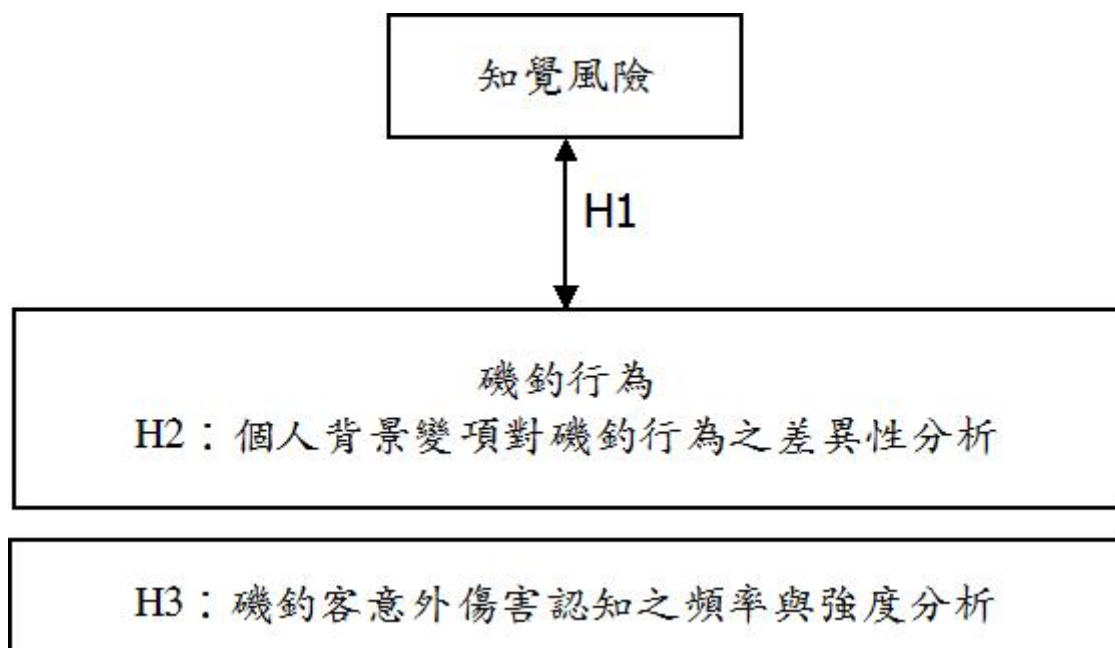 知覺風險
H1
磯釣行為
H2：個人背景變項對磯釣行為之差異性分析
H3：磯釣客意外傷害認知之頻率與強度分析